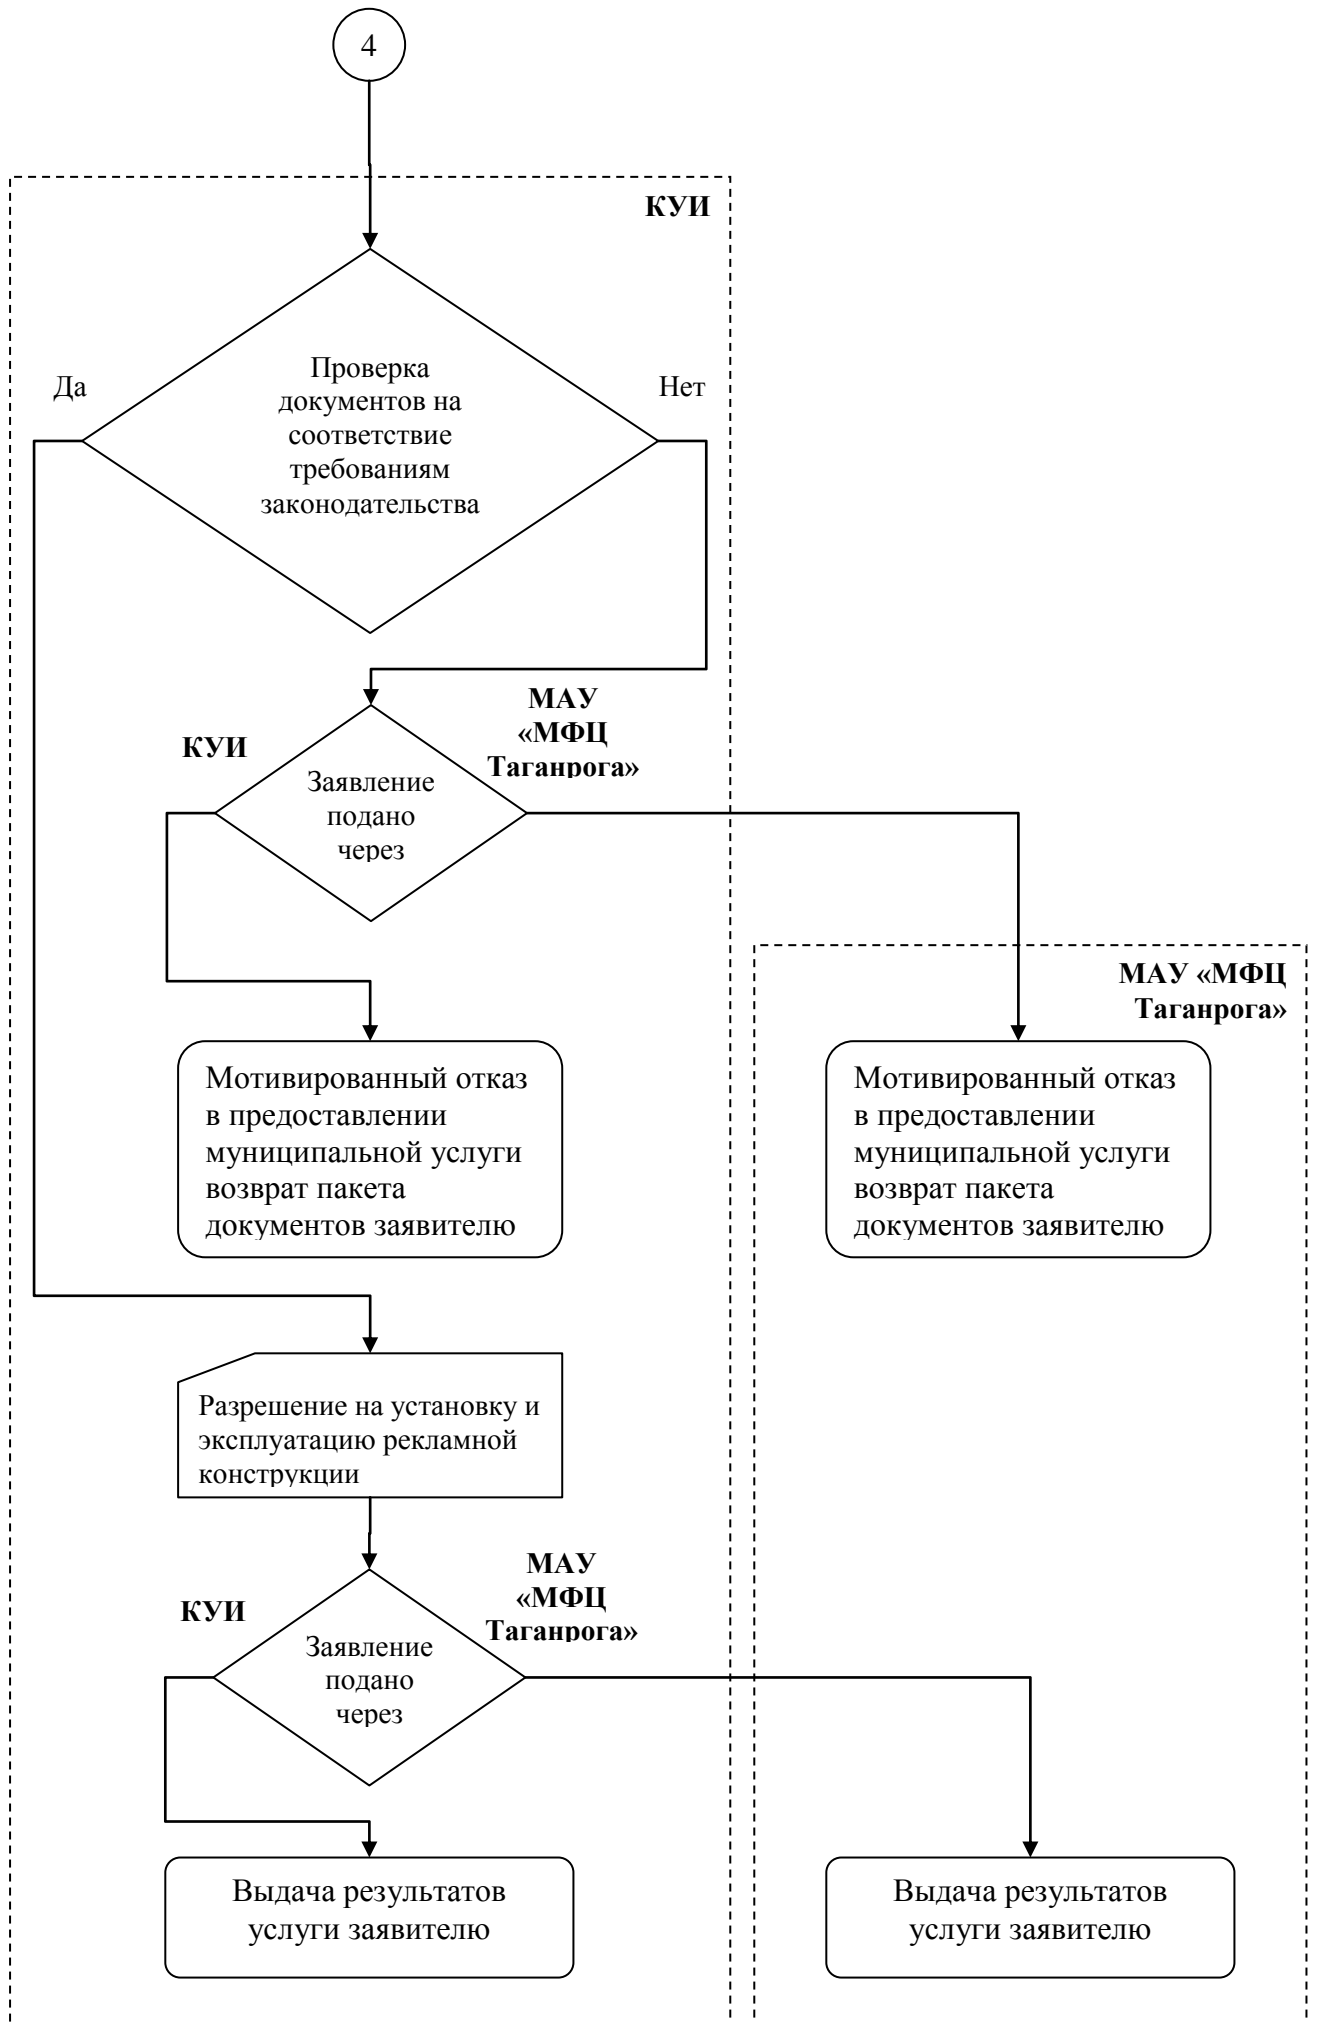 4
КУИ
Да
Проверка
документов на
соответствие
требованиям
законодательства
Нет
КУИ
МАУ
«МФЦ
Таганрога»
Заявление
подано
через
МАУ «МФЦ
Таганрога»
Мотивированный отказ
в предоставлении
муниципальной услуги
возврат пакета
документов заявителю
Мотивированный отказ
в предоставлении
муниципальной услуги
возврат пакета
документов заявителю
Разрешение на установку и
эксплуатацию рекламной
конструкции
КУИ
МАУ
«МФЦ
Таганрога»
Заявление
подано
через
Выдача результатов
услуги заявителю
Выдача результатов
услуги заявителю